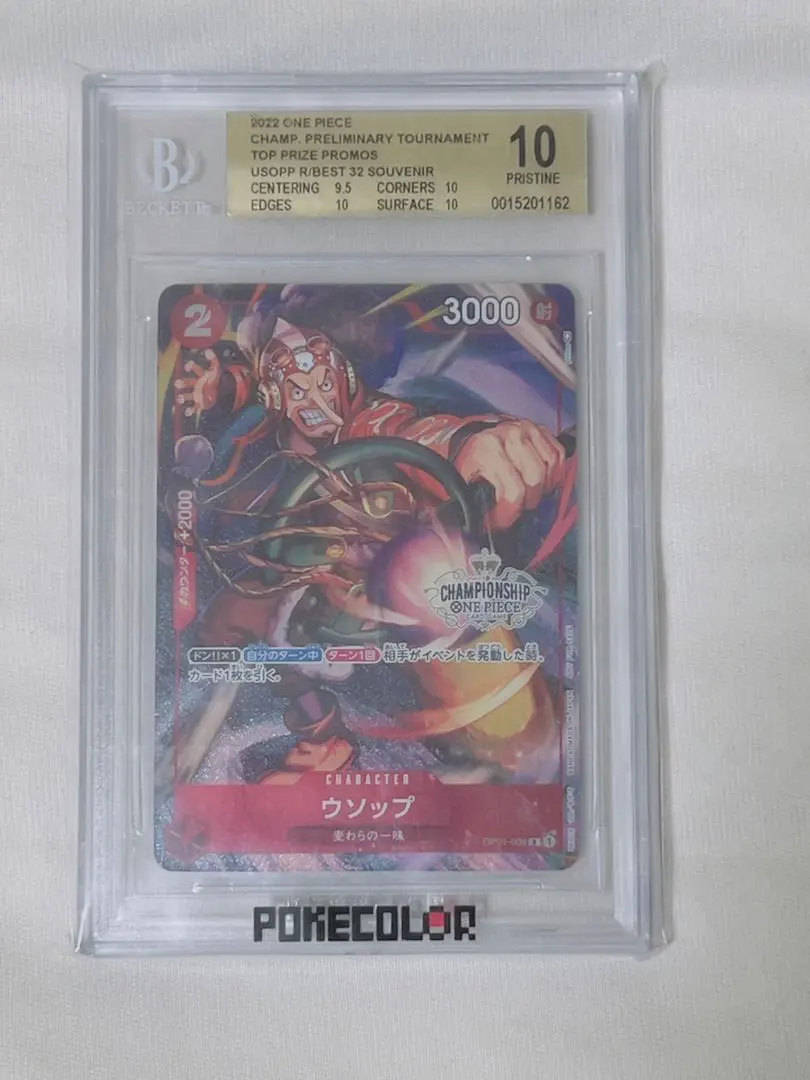 2022 ONE PIECE
CHAMP. PRELIMINARY TOURNAMENT
TOP PRIZE PROMOS
USOPP R/BEST 32 SOUVENIR
CENTERING 9.5 CORNERS 10
EDGES 10 SURFACE 10
10
PRISTINE
0015201162
B
BECKETT
2
3000
射
カウンター+2000
CHAMPIONSHIP
ONE PIECE
CARD GAME
ドン!!×1 自分のターン中 ターン1回 相手がイベントを発動した時、
カード1枚を引く。
CHARACTER
ウソップ
麦わらの一味
R 1
POKECOLOR